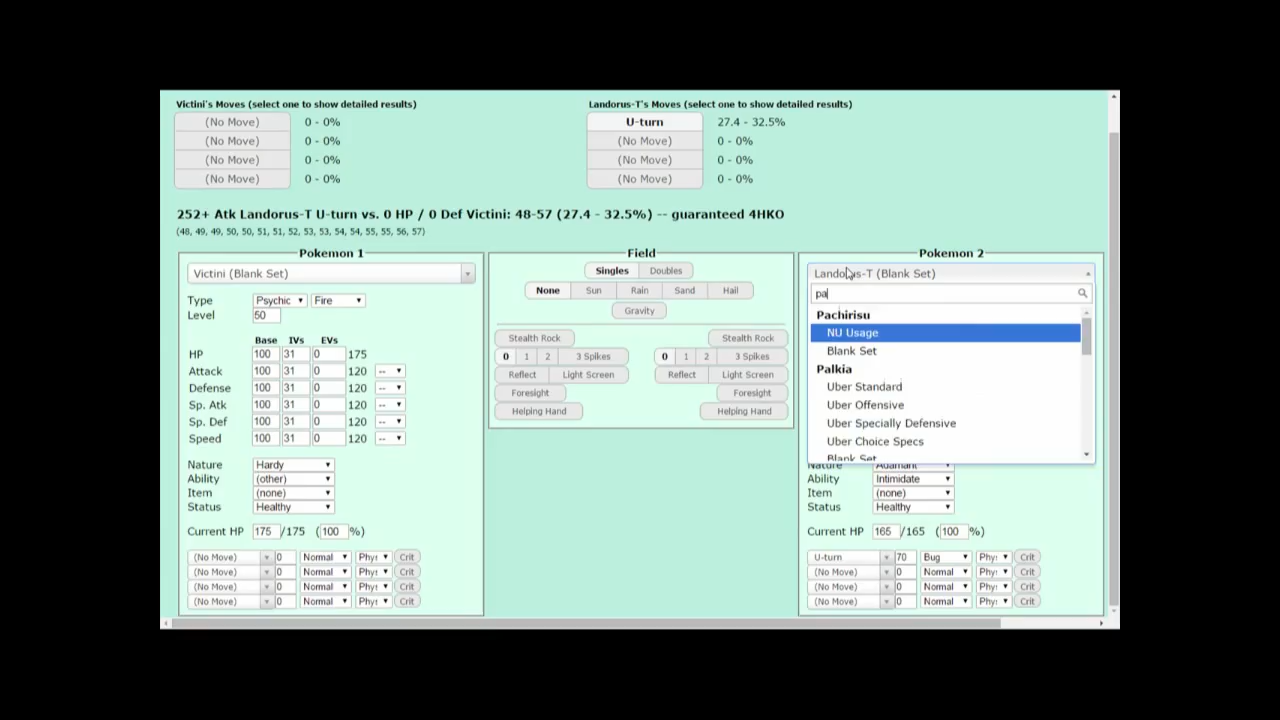 Victini's Moves (select one to show detailed results)
(No Move) 0 - 0%
(No Move) 0 - 0%
(No Move) 0 - 0%
(No Move) 0 - 0%
Landorus-T's Moves (select one to show detailed results)
U-turn 27.4 - 32.5%
(No Move) 0 - 0%
(No Move) 0 - 0%
(No Move) 0 - 0%
252+ Atk Landorus-T U-turn vs. 0 HP / 0 Def Victini: 48-57 (27.4 - 32.5%) -- guaranteed 4HKO
(48, 49, 49, 50, 50, 51, 51, 52, 53, 53, 54, 54, 55, 55, 56, 57)
Pokemon 1
Victini (Blank Set)
Type Psychic Fire
Level 50
Base IVs EVs
HP 100 31 0 175
Attack 100 31 0 120 --
Defense 100 31 0 120 --
Sp. Atk 100 31 0 120 --
Sp. Def 100 31 0 120 --
Speed 100 31 0 120 --
Nature Hardy
Ability (other)
Item (none)
Status Healthy
Current HP 175 /175 (100 %)
(No Move) 0 Normal Phy: Crit
(No Move) 0 Normal Phy: Crit
(No Move) 0 Normal Phy: Crit
(No Move) 0 Normal Phy: Crit
Field
Singles Doubles
None Sun Rain Sand Hail
Gravity
Stealth Rock Stealth Rock
0 1 2 3 Spikes 0 1 2 3 Spikes
Reflect Light Screen Reflect Light Screen
Foresight Foresight
Helping Hand Helping Hand
Pokemon 2
Landorus-T (Blank Set)
pa
Pachirisu
NU Usage
Blank Set
Palkia
Uber Standard
Uber Offensive
Uber Specially Defensive
Uber Choice Specs
Blank Set
Nature Adamant
Ability Intimidate
Item (none)
Status Healthy
Current HP 165 /165 (100 %)
U-turn 70 Bug Phy: Crit
(No Move) 0 Normal Phy: Crit
(No Move) 0 Normal Phy: Crit
(No Move) 0 Normal Phy: Crit